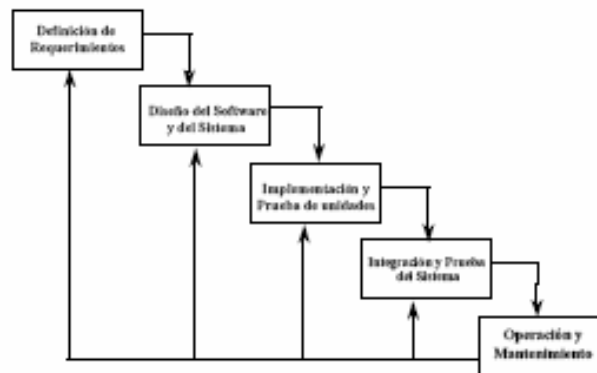 Definición de
Requerimientos
Diseño del Software
y del Sistema
Implementación y
Prueba de unidades
Integración y Prueba
del Sistema
Operación y
Mantenimiento